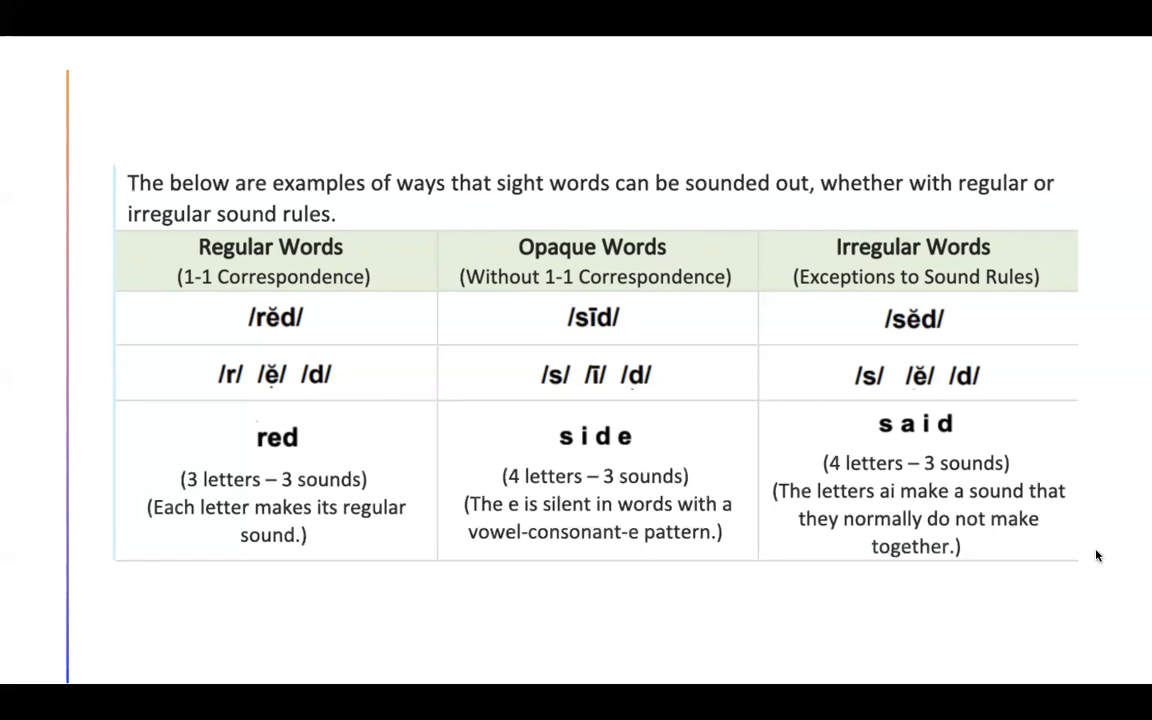 The below are examples of ways that sight words can be sounded out, whether with regular or
irregular sound rules.
Regular Words
(1-1 Correspondence)
Opaque Words
(Without 1-1 Correspondence)
Irregular Words
(Exceptions to Sound Rules)
/rĕd/
/sīd/
/sĕd/
/r/ /ĕ/ /d/
/s/ /ī/ /d/
/s/ /ĕ/ /d/
red
(3 letters – 3 sounds)
(Each letter makes its regular
sound.)
s i d e
(4 letters – 3 sounds)
(The e is silent in words with a
vowel-consonant-e pattern.)
s a i d
(4 letters – 3 sounds)
(The letters ai make a sound that
they normally do not make
together.)